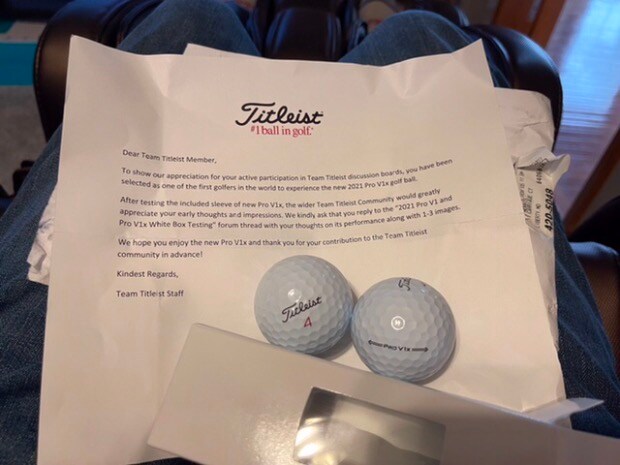 Titleist
#1 ball in golf.
Dear Team Titleist Member,
To show our appreciation for your active participation in Team Titleist discussion boards, you have been
selected as one of the first golfers in the world to experience the new 2021 Pro V1x golf ball.
After testing the included sleeve of new Pro V1x, the wider Team Titleist Community would greatly
appreciate your early thoughts and impressions. We kindly ask that you reply to the "2021 Pro V1 and
Pro V1x White Box Testing" forum thread with your thoughts on its performance along with 1-3 images.
We hope you enjoy the new Pro V1x and thank you for your contribution to the Team Titleist
community in advance!
Kindest Regards,
Team Titleist Staff
Titleist
4
Pro V1x
420-5048